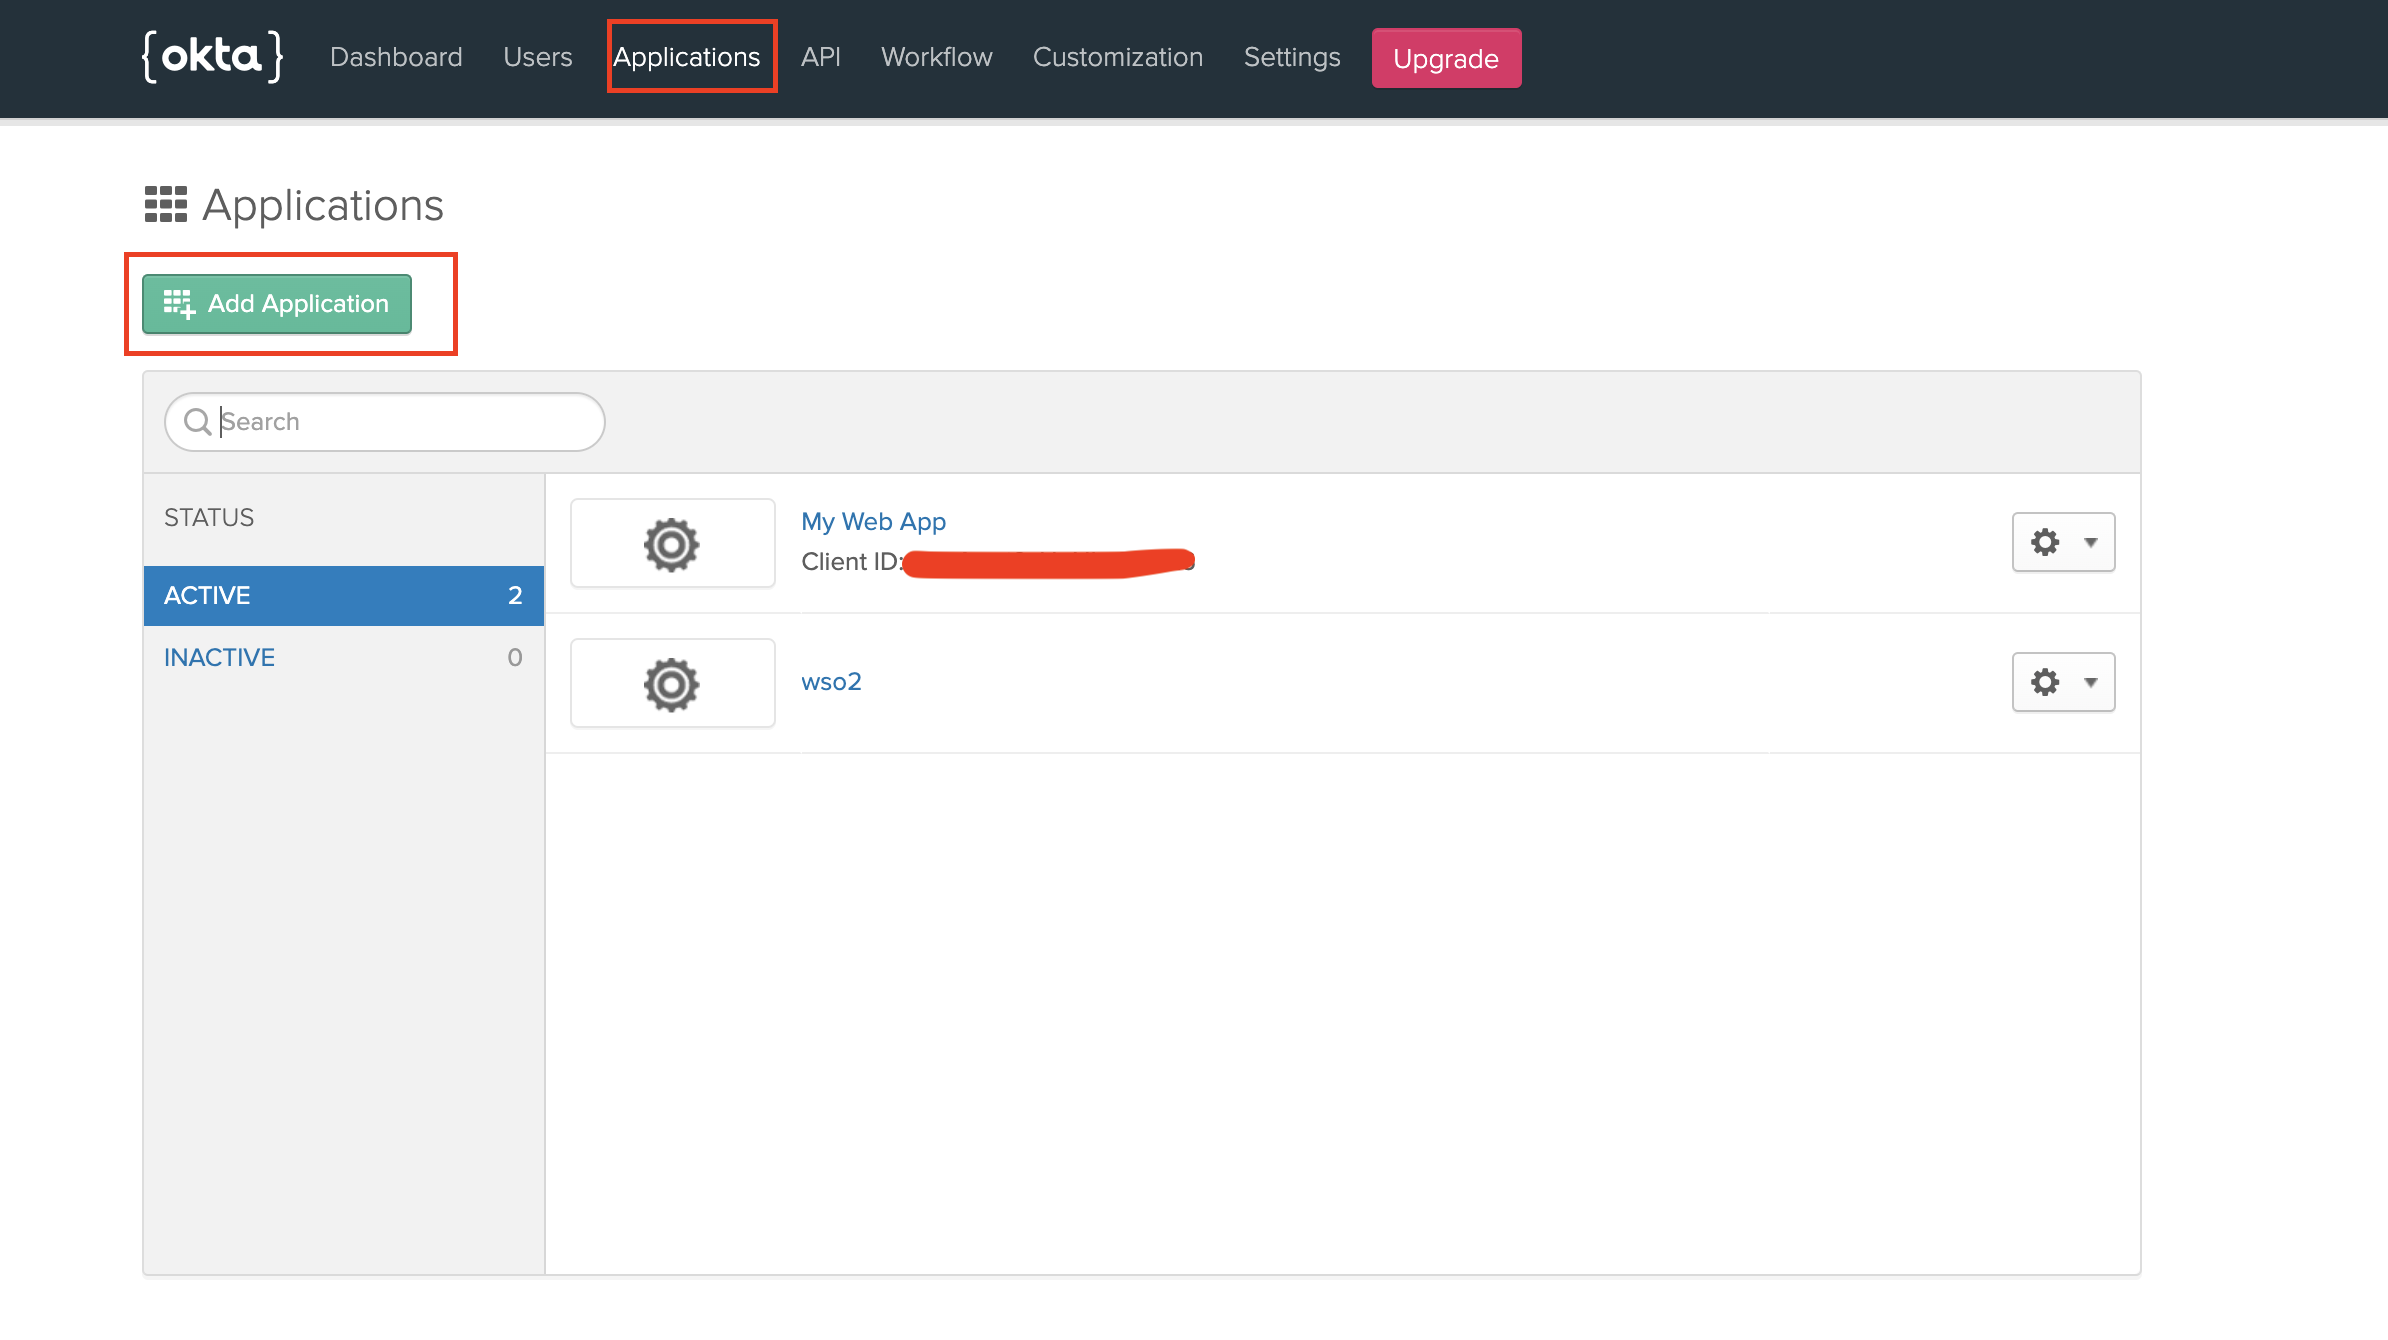 {okta} Dashboard Users Applications API Workflow Customization Settings Upgrade
Applications
Add Application
Search
STATUS
ACTIVE 2
INACTIVE 0
My Web App
Client ID:
wso2